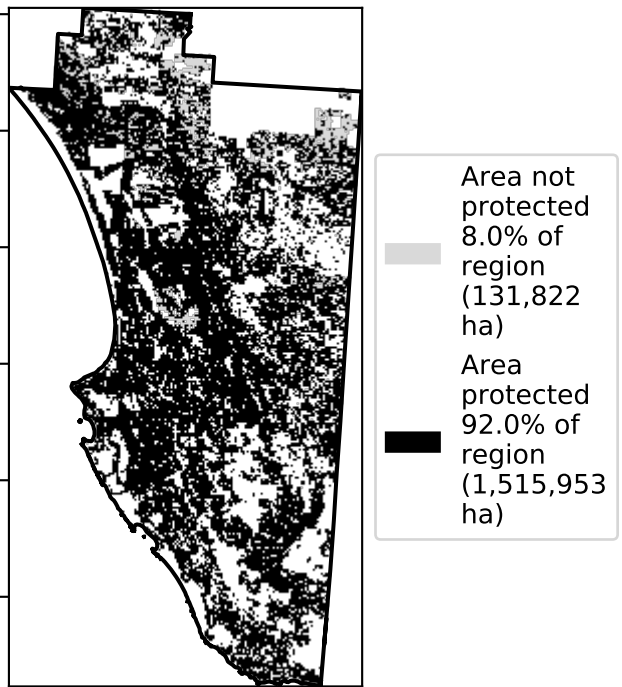 Area not
protected
8.0% of
region
(131,822
ha)
Area
protected
92.0% of
region
(1,515,953
ha)